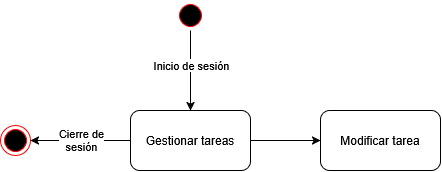 Inicio de sesión
Cierre de
sesión
Gestionar tareas
Modificar tarea